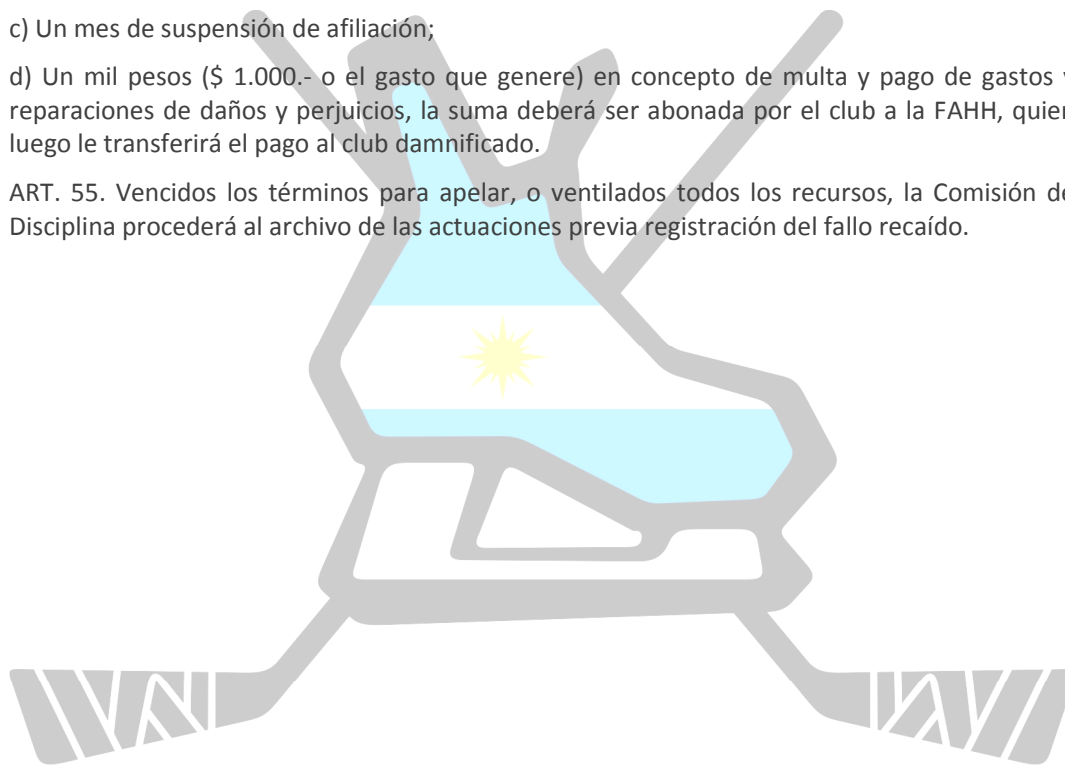 c) Un mes de suspensión de afiliación;
d) Un mil pesos ($ 1.000.- o el gasto que genere) en concepto de multa y pago de gastos y
reparaciones de daños y perjuicios, la suma deberá ser abonada por el club a la FAHH, quien
luego le transferirá el pago al club damnificado.
ART. 55. Vencidos los términos para apelar, o ventilados todos los recursos, la Comisión de
Disciplina procederá al archivo de las actuaciones previa registración del fallo recaído.